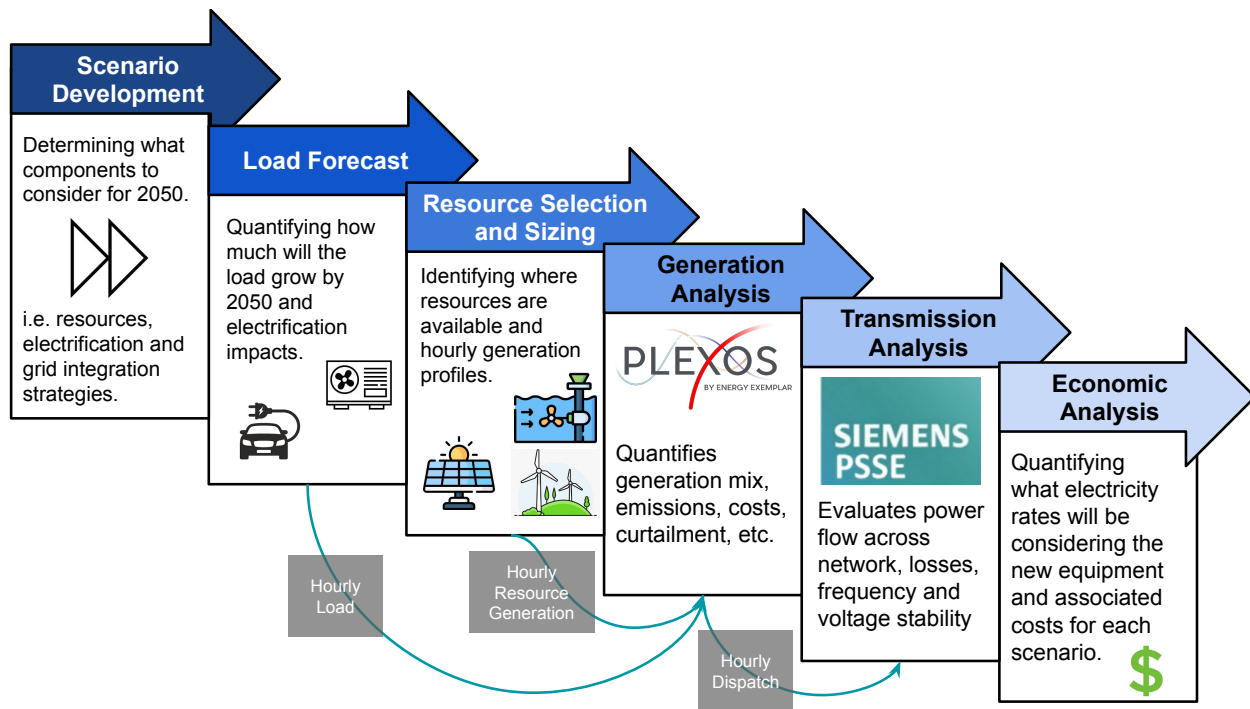 Scenario
Development
Determining what
components to
consider for 2050.
i.e. resources,
electrification and
grid integration
strategies.
Load Forecast
Quantifying how
much will the
load grow by
2050 and
electrification
impacts.
Resource Selection
and Sizing
Identifying where
resources are
available and
hourly generation
profiles.
Generation
Analysis
PLEXOS
BY ENERGY EXEMPLAR
Quantifies
generation mix,
emissions, costs,
curtailment, etc.
Transmission
Analysis
SIEMENS
PSSE
Evaluates power
flow across
network, losses,
frequency and
voltage stability
Economic
Analysis
Quantifying
what electricity
rates will be
considering the
new equipment
and associated
costs for each
scenario.
$
Hourly
Load
Hourly
Resource
Generation
Hourly
Dispatch